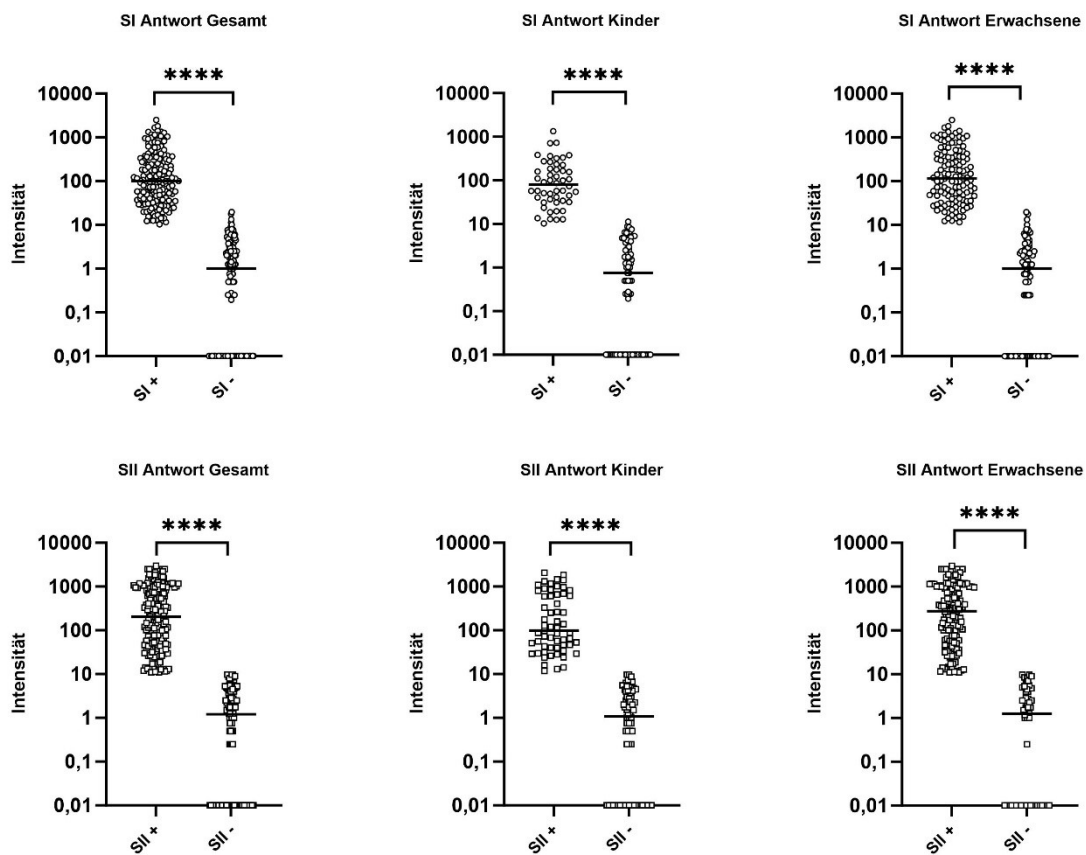 SI Antwort Gesamt
****
Intensität
10000
1000
100
10
1
0,1
0,01
SI +
SI -
SI Antwort Kinder
****
Intensität
10000
1000
100
10
1
0,1
0,01
SI +
SI -
SI Antwort Erwachsene
****
Intensität
10000
1000
100
10
1
0,1
0,01
SI +
SI -
SII Antwort Gesamt
****
Intensität
10000
1000
100
10
1
0,1
0,01
SII +
SII -
SII Antwort Kinder
****
Intensität
10000
1000
100
10
1
0,1
0,01
SII +
SII -
SII Antwort Erwachsene
****
Intensität
10000
1000
100
10
1
0,1
0,01
SII +
SII -